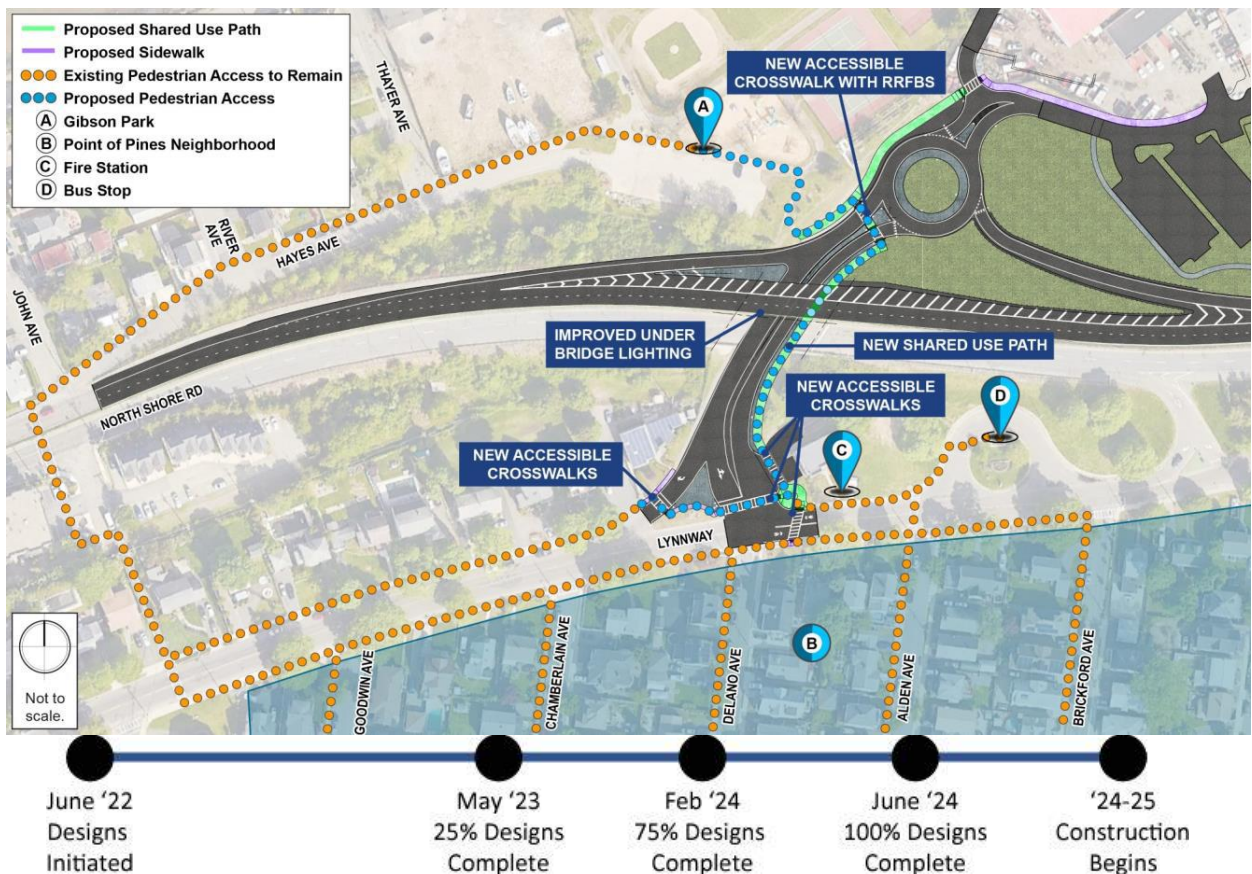 Proposed Shared Use Path
Proposed Sidewalk
Existing Pedestrian Access to Remain
Proposed Pedestrian Access
A Gibson Park
B Point of Pines Neighborhood
C Fire Station
D Bus Stop
THAYER AVE
A
NEW ACCESSIBLE
CROSSWALK WITH RRFBS
RIVER
AVE
HAYES AVE
JOHN AVE
NORTH SHORE RD
IMPROVED UNDER
BRIDGE LIGHTING
NEW SHARED USE PATH
NEW ACCESSIBLE
CROSSWALKS
D
NEW ACCESSIBLE
CROSSWALKS
C
LYNNWAY
B
GOODWIN AVE
CHAMBERLAIN AVE
DELANO AVE
ALDEN AVE
BRICKFORD AVE
Not to
scale.
June ‘22
Designs
Initiated
May ‘23
25% Designs
Complete
Feb ‘24
75% Designs
Complete
June ‘24
100% Designs
Complete
‘24-25
Construction
Begins